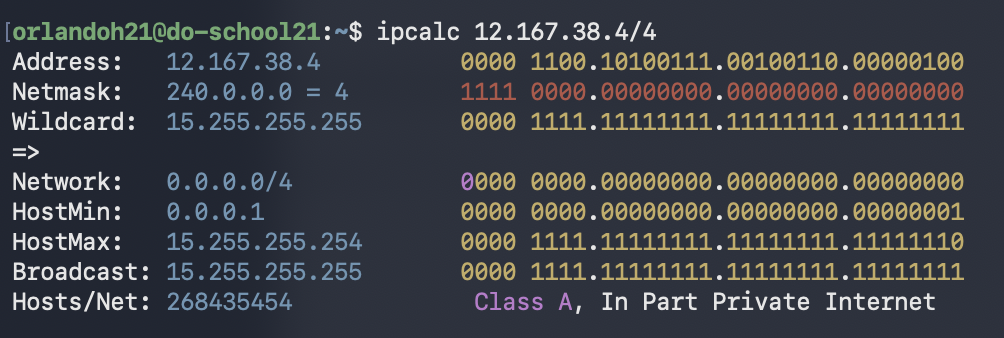 [orlandoh21@do-school21:~$ ipcalc 12.167.38.4/4
Address:   12.167.38.4          0000 1100.10100111.00100110.00000100
Netmask:   240.0.0.0 = 4        1111 0000.00000000.00000000.00000000
Wildcard:  15.255.255.255       0000 1111.11111111.11111111.11111111
=>
Network:   0.0.0.0/4            0000 0000.00000000.00000000.00000000
HostMin:   0.0.0.1              0000 0000.00000000.00000000.00000001
HostMax:   15.255.255.254       0000 1111.11111111.11111111.11111110
Broadcast: 15.255.255.255       0000 1111.11111111.11111111.11111111
Hosts/Net: 268435454             Class A, In Part Private Internet